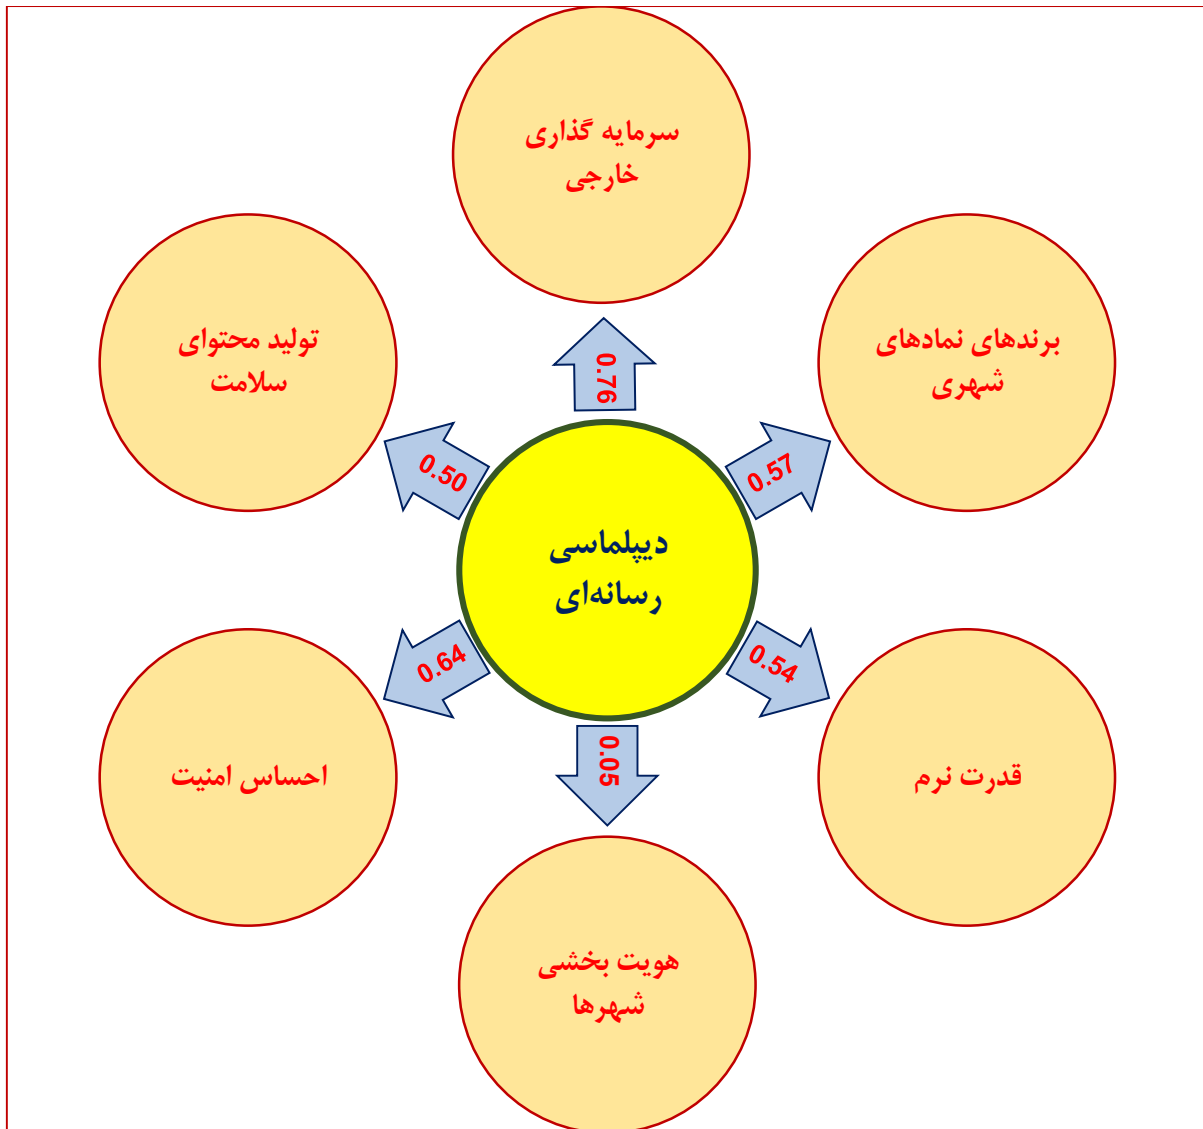 سرمایه گذاری
خارجی
برندهای نمادهای
شهری
تولید محتوای
سلامت
0.76
0.57
0.50
دیپلماسی
رسانه‌ای
0.54
0.64
0.05
قدرت نرم
احساس امنیت
هویت بخشی
شهرها